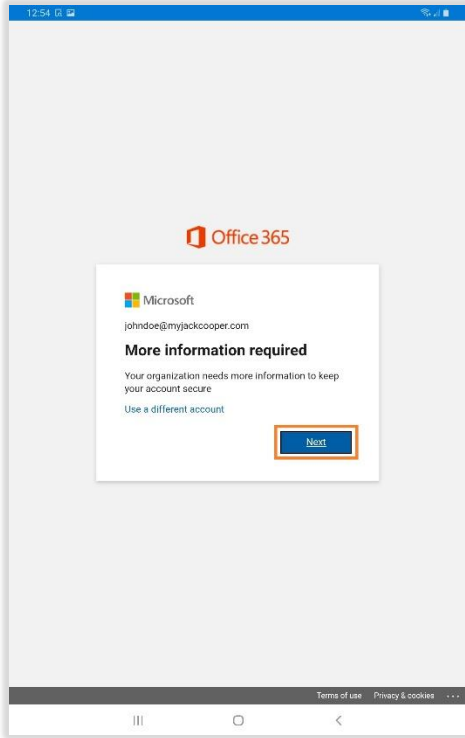 12:54
Office 365
Microsoft
johndoe@myjackcooper.com
More information required
Your organization needs more information to keep
your account secure
Use a different account
Next
Terms of use Privacy & cookies ...